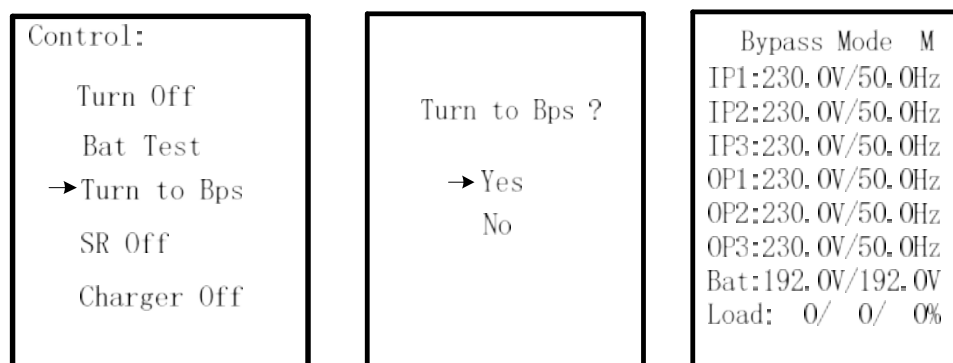 Control:
Turn Off
Bat Test
Turn to Bps
SR Off
Charger Off
Turn to Bps ?
Yes
No
Bypass Mode M
IP1:230.0V/50.0Hz
IP2:230.0V/50.0Hz
IP3:230.0V/50.0Hz
OP1:230.0V/50.0Hz
OP2:230.0V/50.0Hz
OP3:230.0V/50.0Hz
Bat:192.0V/192.0V
Load: 0/ 0/ 0%